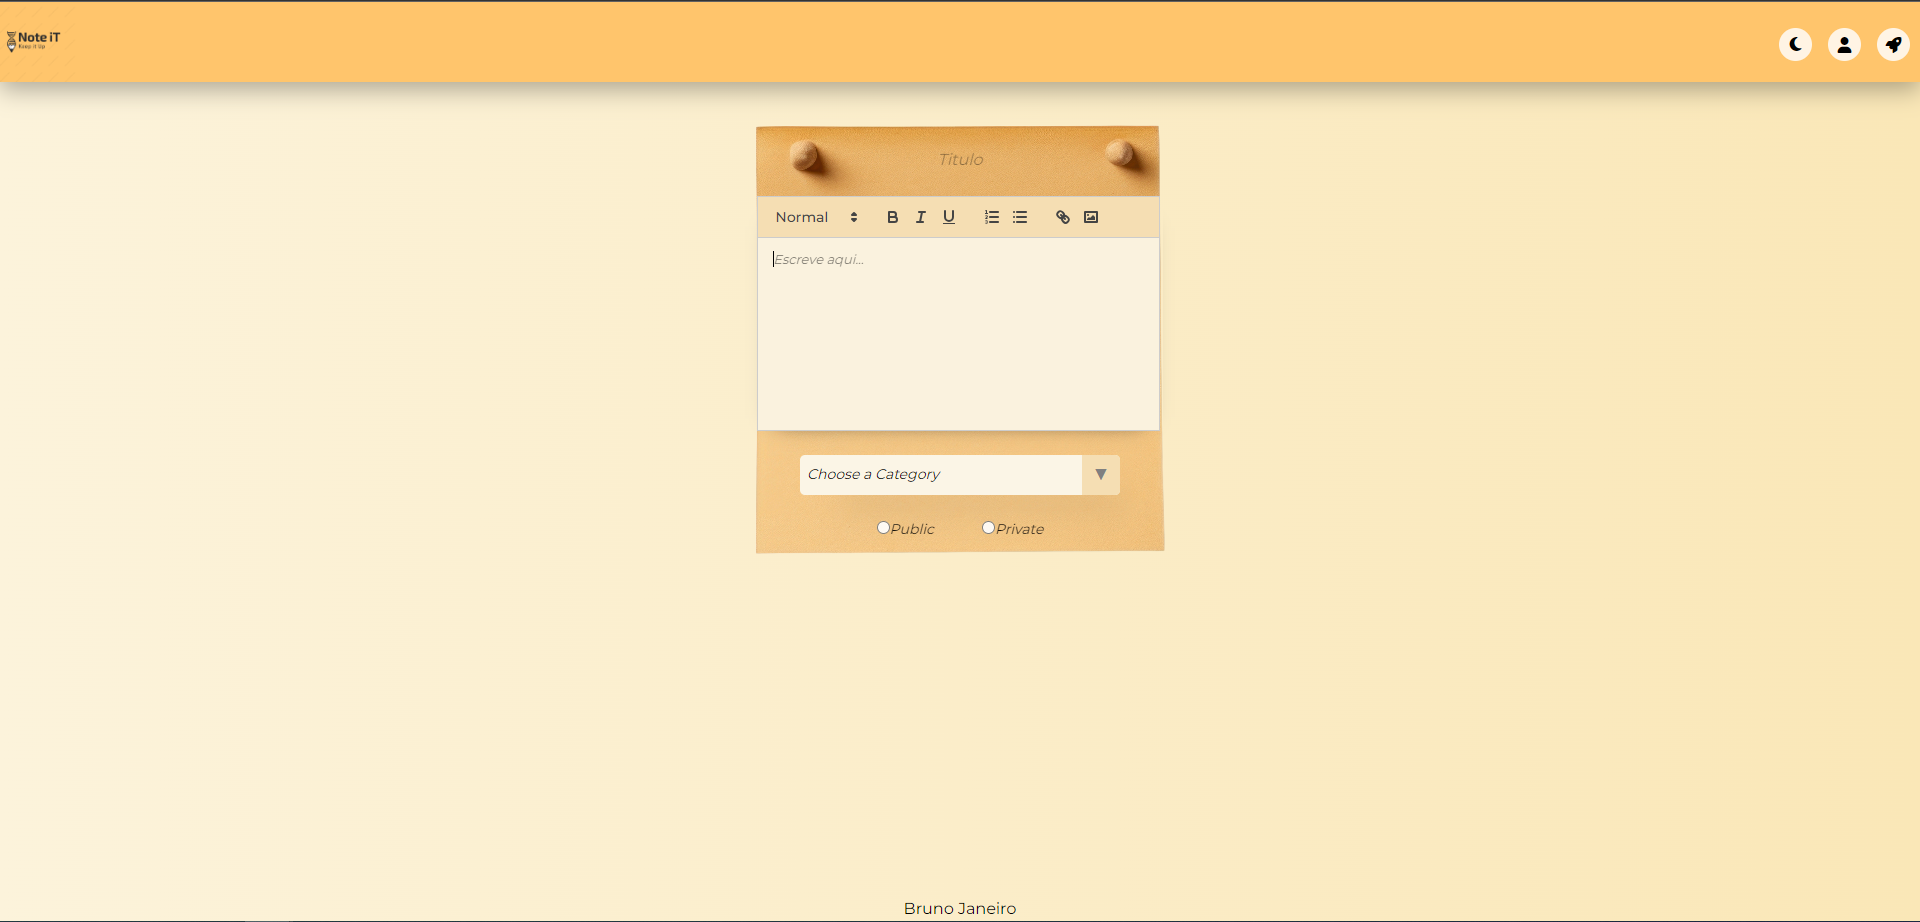 Note iT
Keep it Up
Titulo
Normal
Escreve aqui...
Choose a Category
Public Private
Bruno Janeiro